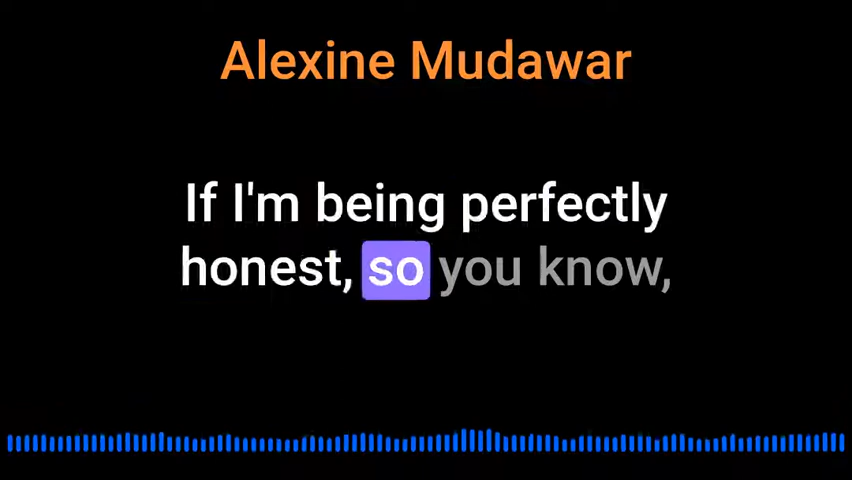 Alexine Mudawar
If I'm being perfectly
honest, so you know,